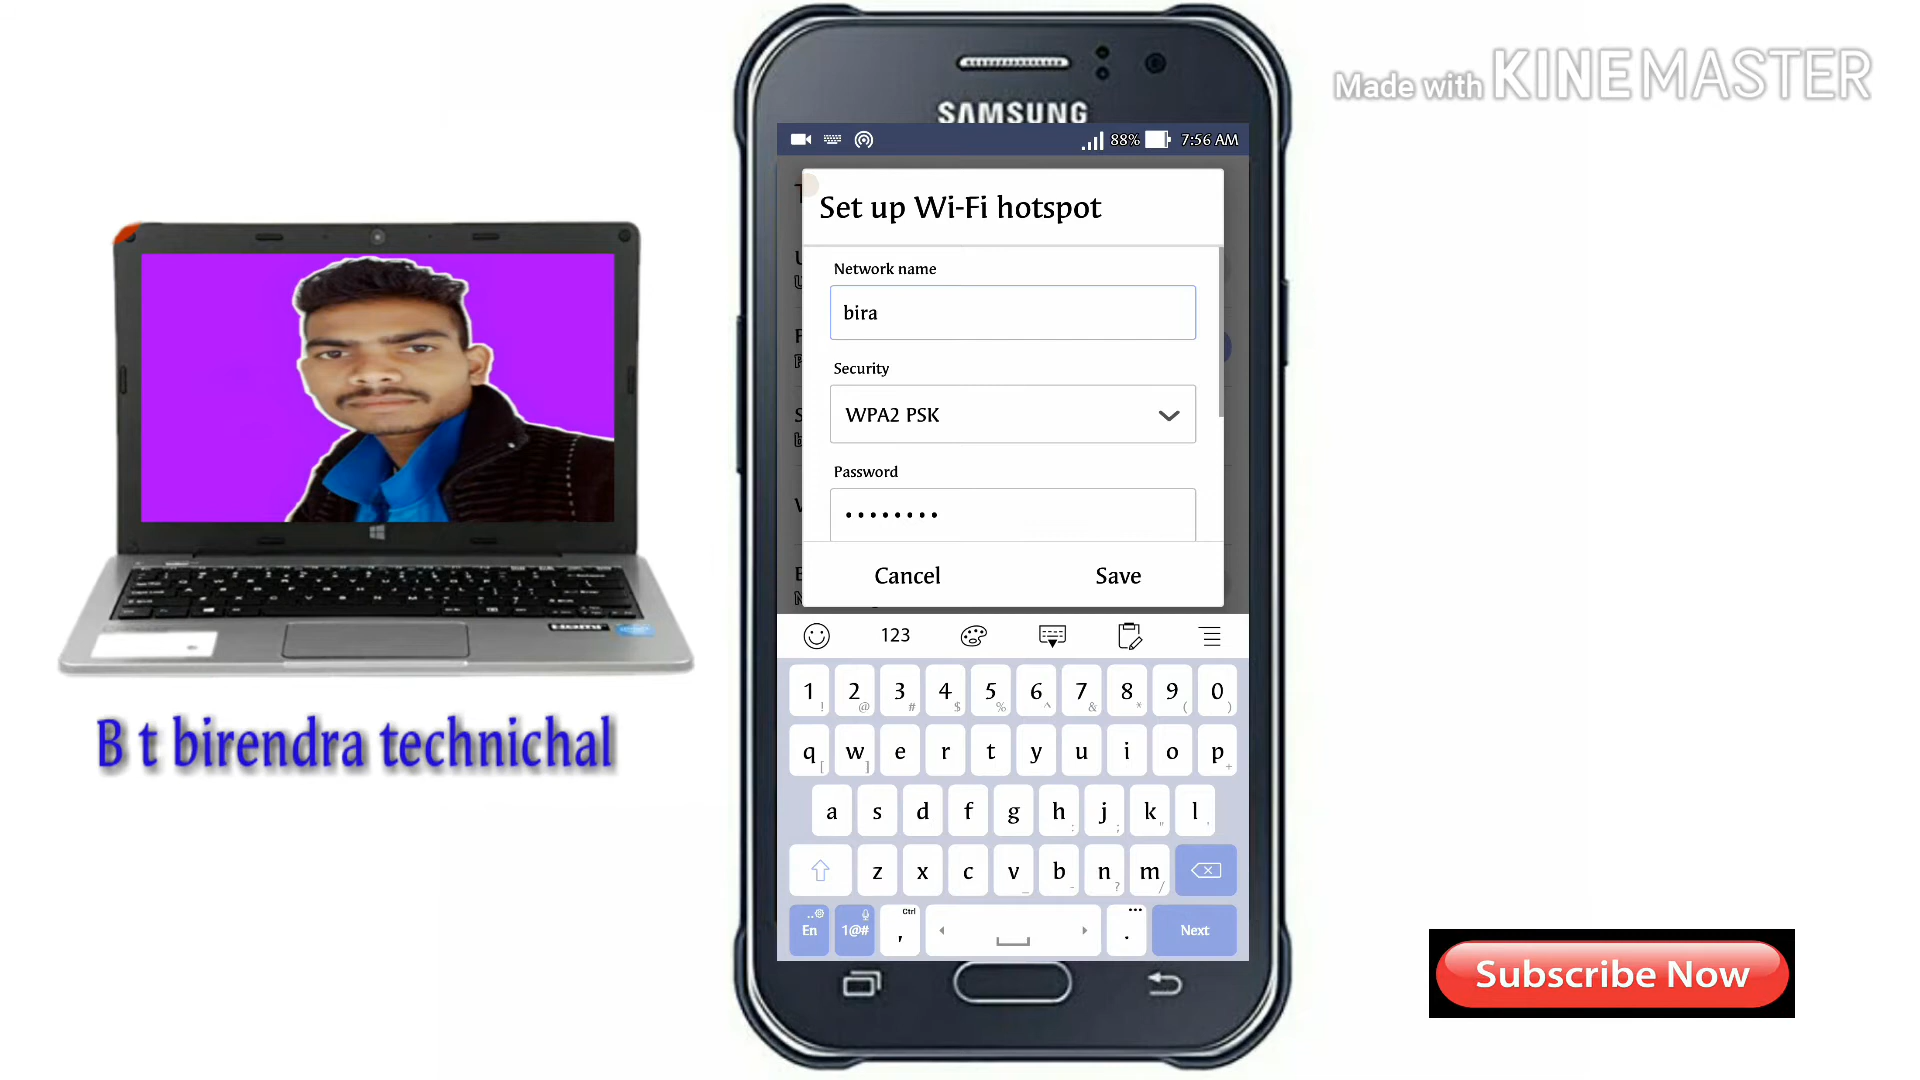 Made with KINEMASTER
SAMSUNG
88% 7:56 AM
Set up Wi-Fi hotspot
Network name
bira
Security
WPA2 PSK
Password
••••••••
Cancel Save
123
1 2 3 4 5 6 7 8 9 0
! @ # $ % ^ & * ( )
q w e r t y u i o p
[ ] +
a s d f g h j k l
: ; " '
z x c v b n m
_ - ? /
En 1@# Ctrl , . Next
B t birendra technichal
Subscribe Now